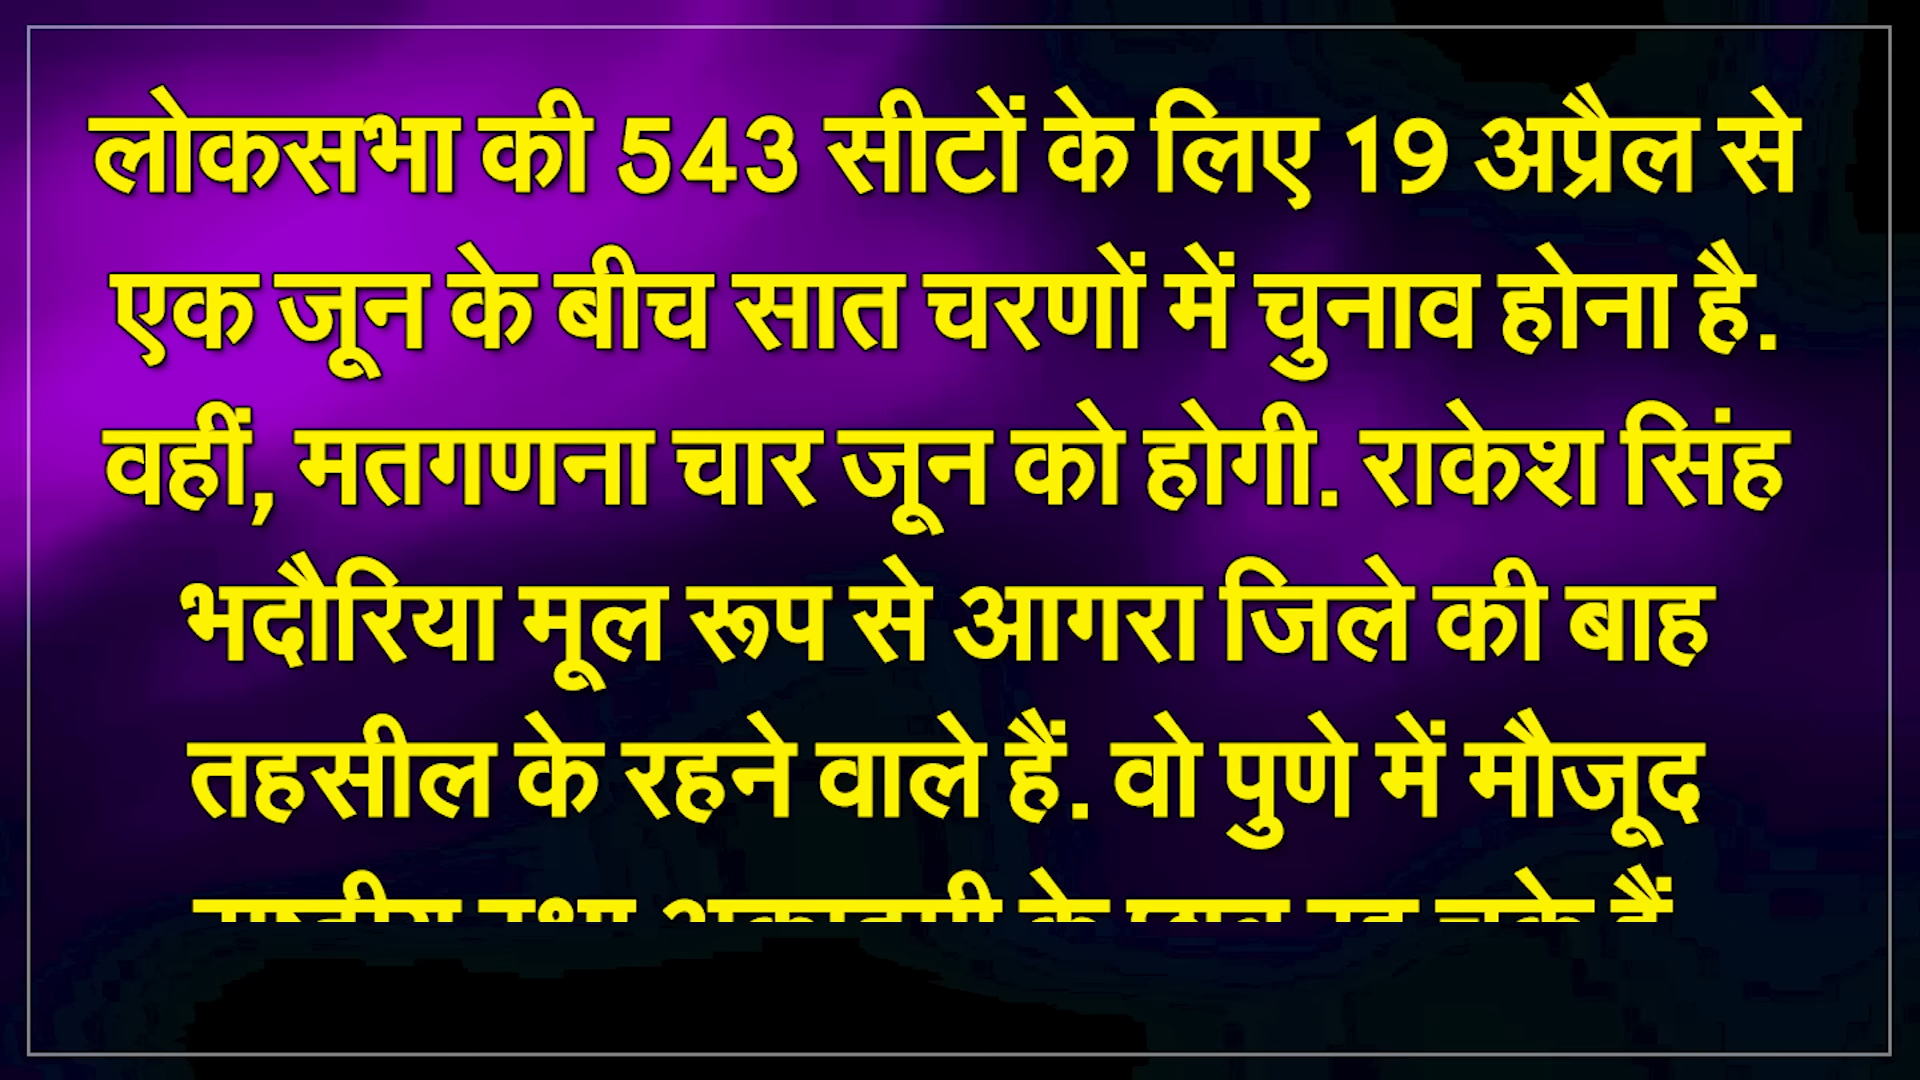 लोकसभा की 543 सीटों के लिए 19 अप्रैल से
एक जून के बीच सात चरणों में चुनाव होना है.
वहीं, मतगणना चार जून को होगी. राकेश सिंह
भदौरिया मूल रूप से आगरा जिले की बाह
तहसील के रहने वाले हैं. वो पुणे में मौजूद